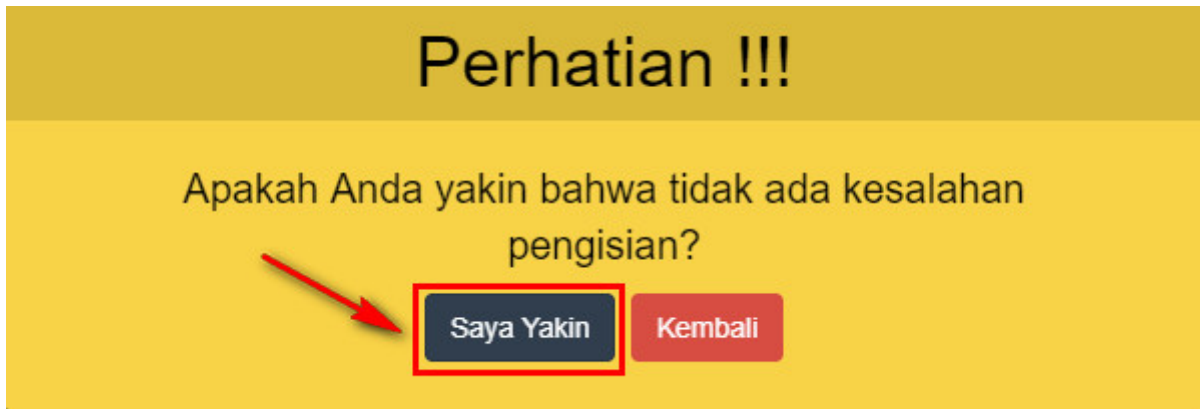 Perhatian !!!
Apakah Anda yakin bahwa tidak ada kesalahan
pengisian?
Saya Yakin
Kembali